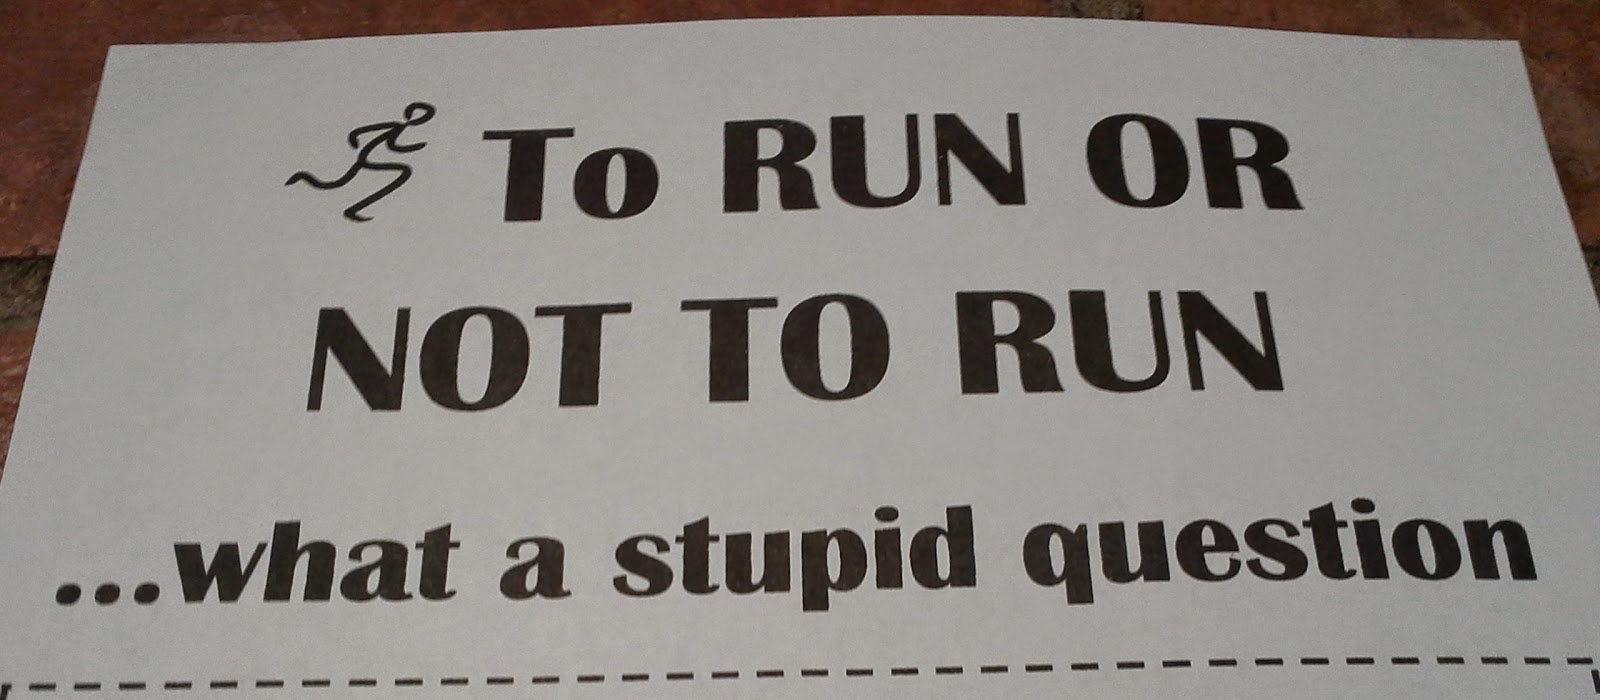 To RUN OR
NOT TO RUN
...what a stupid question